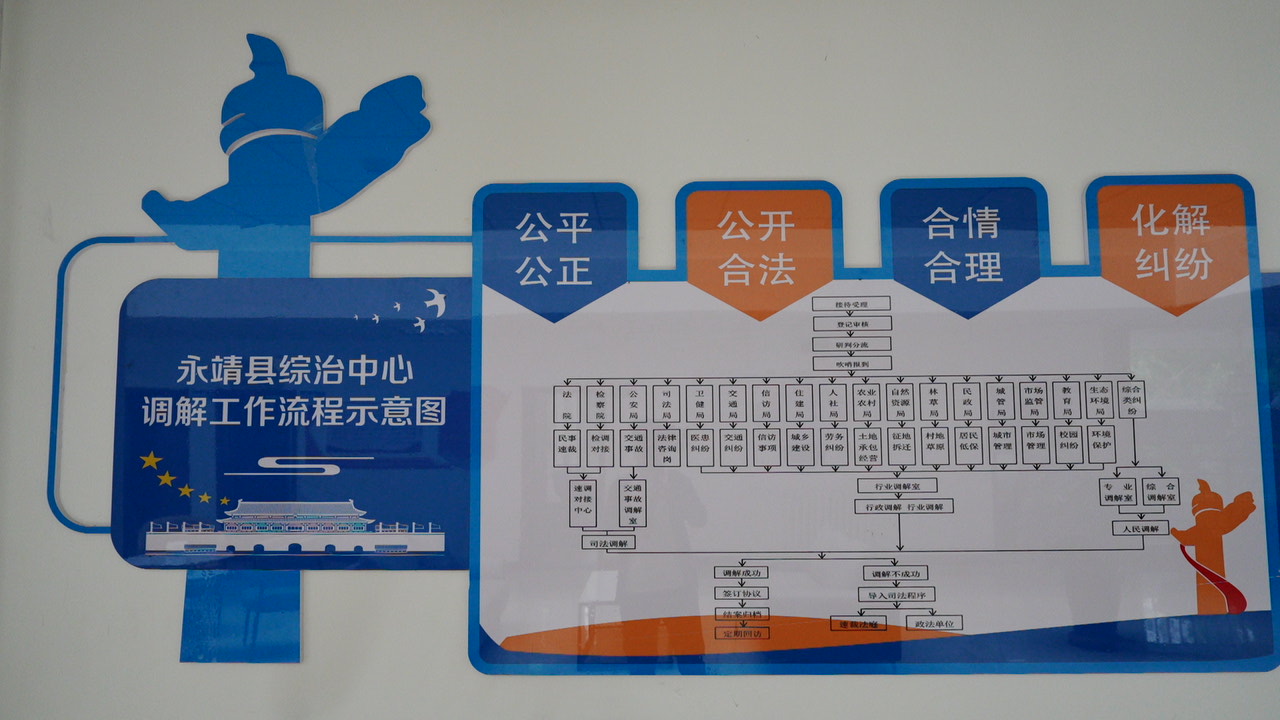 公平
公正
公开
合法
合情
合理
化解
纠纷
永靖县综治中心
调解工作流程示意图
接待受理
登记审核
研判分流
吹哨报到
法院
检察院
公安局
司法局
卫健局
交通局
信访局
住建局
人社局
农业农村局
自然资源局
林草局
民政局
城管局
市场监管局
教育局
生态环境局
综合类纠纷
民事速裁
检调对接
交通事故
法律咨询岗
医患纠纷
交通纠纷
信访事项
城乡建设
劳务纠纷
土地承包经营
征地拆迁
村地草原
居民低保
城市管理
市场管理
校园纠纷
环境保护
速调对接中心
交通事故调解室
行业调解室
专业调解室
综合调解室
行政调解 行业调解
人民调解
司法调解
调解成功
调解不成功
签订协议
导入司法程序
结案归档
速裁法庭
政法单位
定期回访